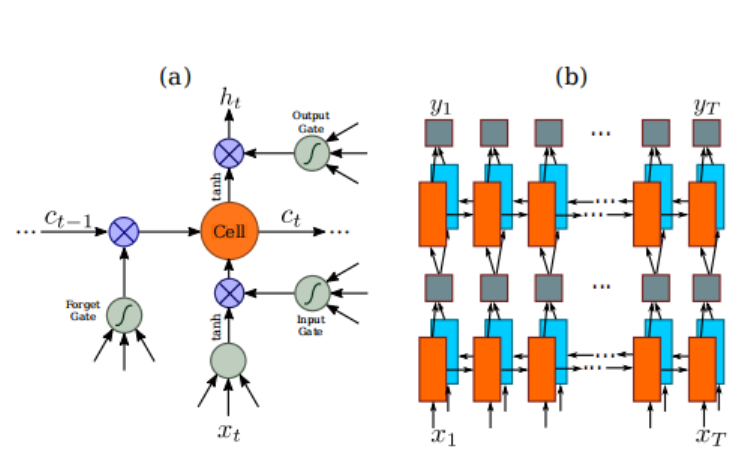 (a)
h_t
Output
Gate
tanh
... c_{t-1}
Cell
c_t ...
Forget
Gate
tanh
Input
Gate
x_t
(b)
y_1
y_T
...
...
...
...
...
...
x_1
x_T